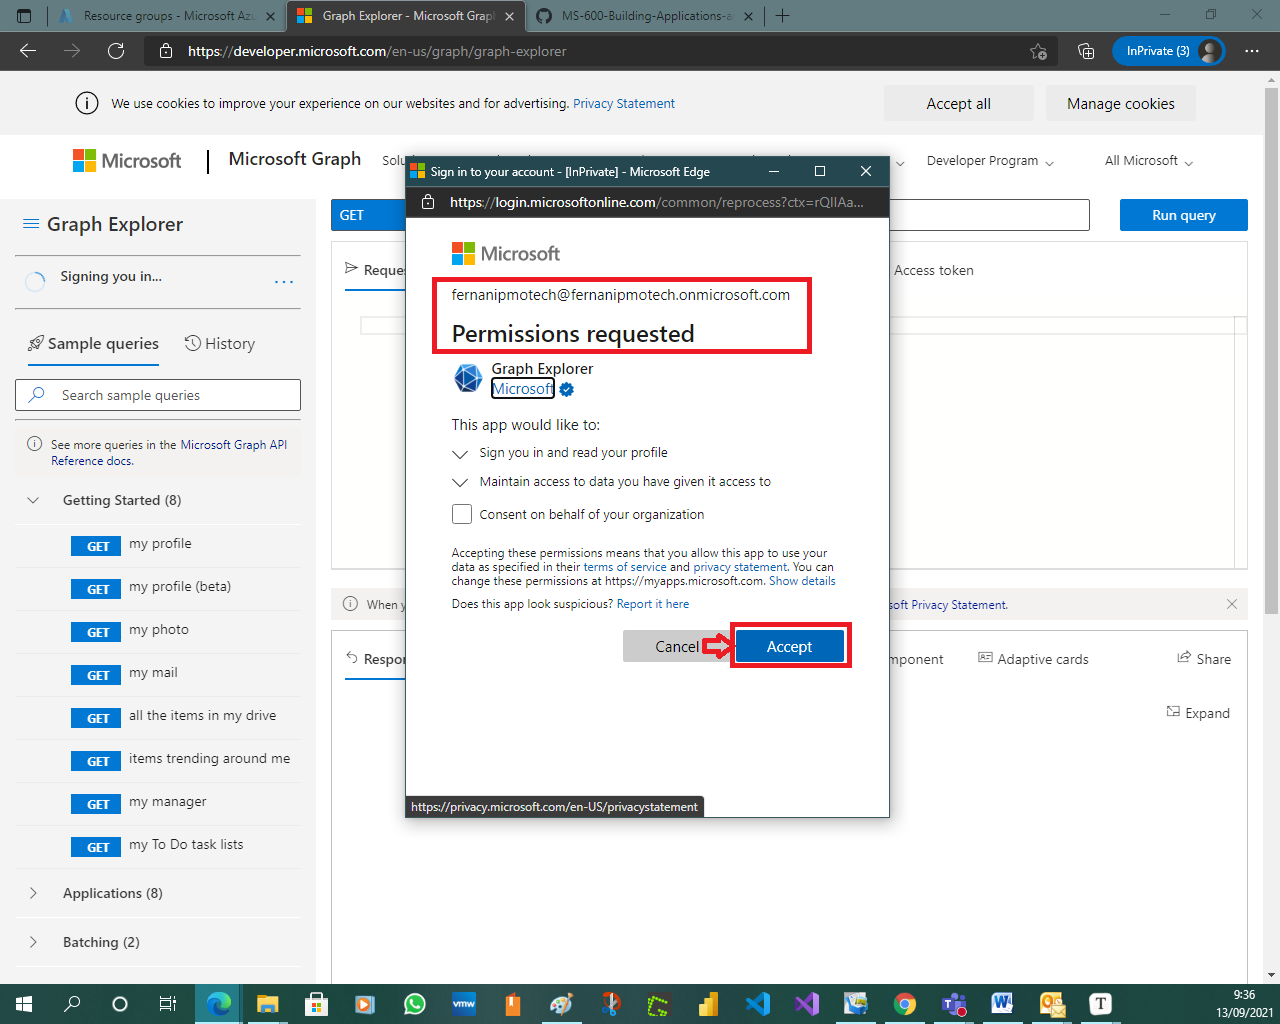 Resource groups - Microsoft Az
Graph Explorer - Microsoft Grap
MS-600-Building-Applications-a
https://developer.microsoft.com/en-us/graph/graph-explorer
InPrivate (3)
We use cookies to improve your experience on our websites and for advertising. Privacy Statement
Accept all
Manage cookies
Microsoft
Microsoft Graph
Developer Program
All Microsoft
Sign in to your account - [InPrivate] - Microsoft Edge
https://login.microsoftonline.com/common/reprocess?ctx=rQIIAa...
Graph Explorer
GET
Run query
Signing you in...
Access token
Sample queries
History
Search sample queries
See more queries in the Microsoft Graph API
Reference docs.
Getting Started (8)
GET my profile
GET my profile (beta)
GET my photo
GET my mail
GET all the items in my drive
GET items trending around me
GET my manager
GET my To Do task lists
Applications (8)
Batching (2)
Microsoft
fernanipmotech@fernanipmotech.onmicrosoft.com
Permissions requested
Graph Explorer
Microsoft
This app would like to:
Sign you in and read your profile
Maintain access to data you have given it access to
Consent on behalf of your organization
Accepting these permissions means that you allow this app to use your
data as specified in their terms of service and privacy statement. You can
change these permissions at https://myapps.microsoft.com. Show details
Does this app look suspicious? Report it here
Cancel
Accept
https://privacy.microsoft.com/en-US/privacystatement
When y
soft Privacy Statement.
Respon
mponent
Adaptive cards
Share
Expand
vmw
W
T
9:36
13/09/2021